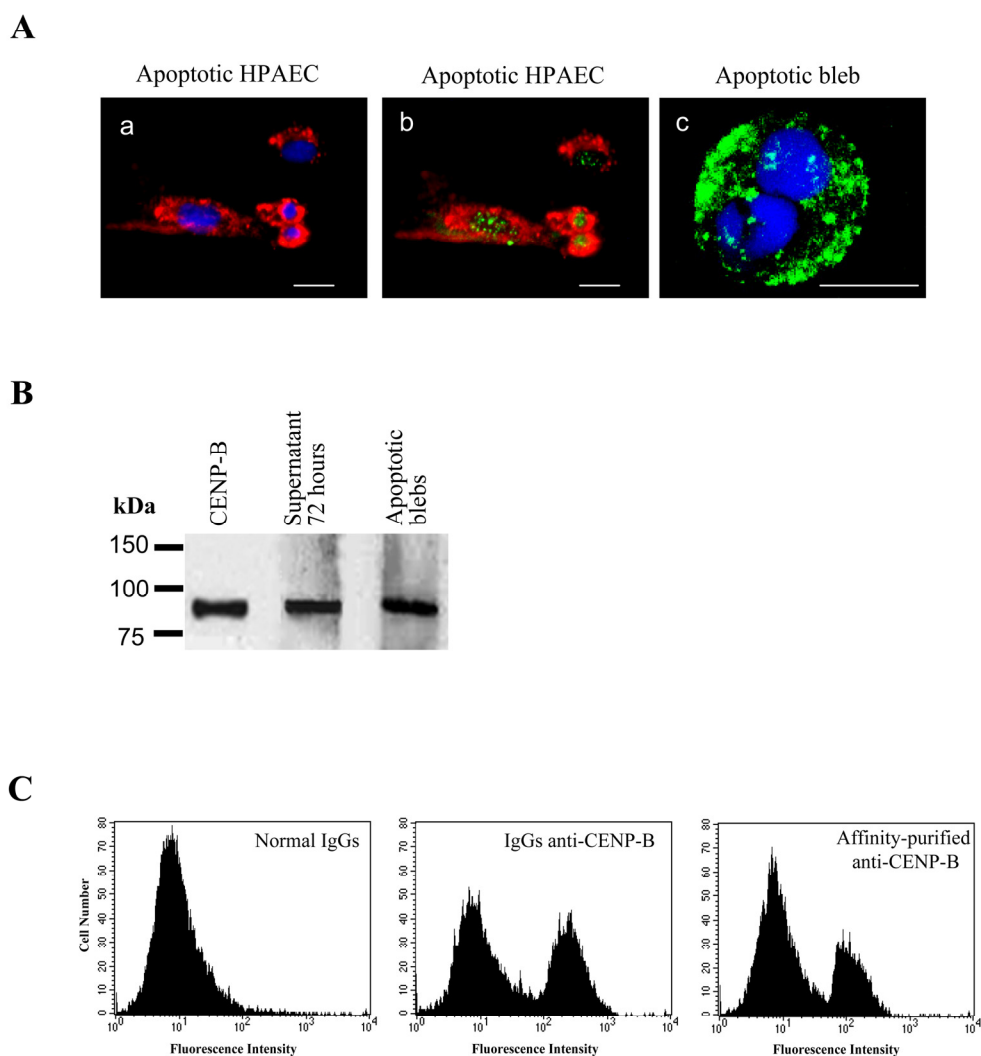 A
Apoptotic HPAEC
Apoptotic HPAEC
Apoptotic bleb
a
b
c
B
kDa
CENP-B
Supernatant
72 hours
Apoptotic
blebs
150
100
75
C
Normal IgGs
Cell Number
0 10 20 30 40 50 60 70 80
10^0 10^1 10^2 10^3 10^4
Fluorescence Intensity
IgGs anti-CENP-B
0 10 20 30 40 50 60 70 80
10^0 10^1 10^2 10^3 10^4
Fluorescence Intensity
Affinity-purified
anti-CENP-B
0 10 20 30 40 50 60 70 80
10^0 10^1 10^2 10^3 10^4
Fluorescence Intensity